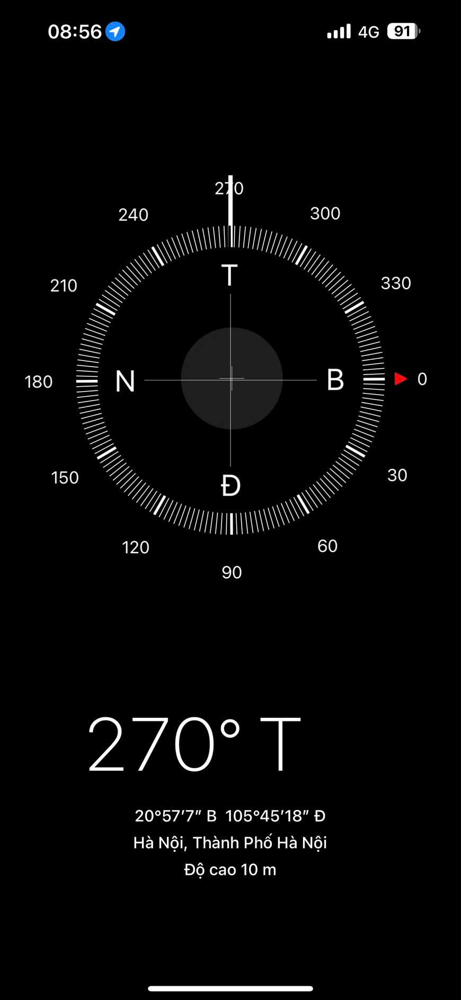 08:56 4G 91
270
240 300
210 330
T
180 N B 0
Đ
150 30
120 60
90
270° T
20°57′7″ B 105°45′18″ Đ
Hà Nội, Thành Phố Hà Nội
Độ cao 10 m